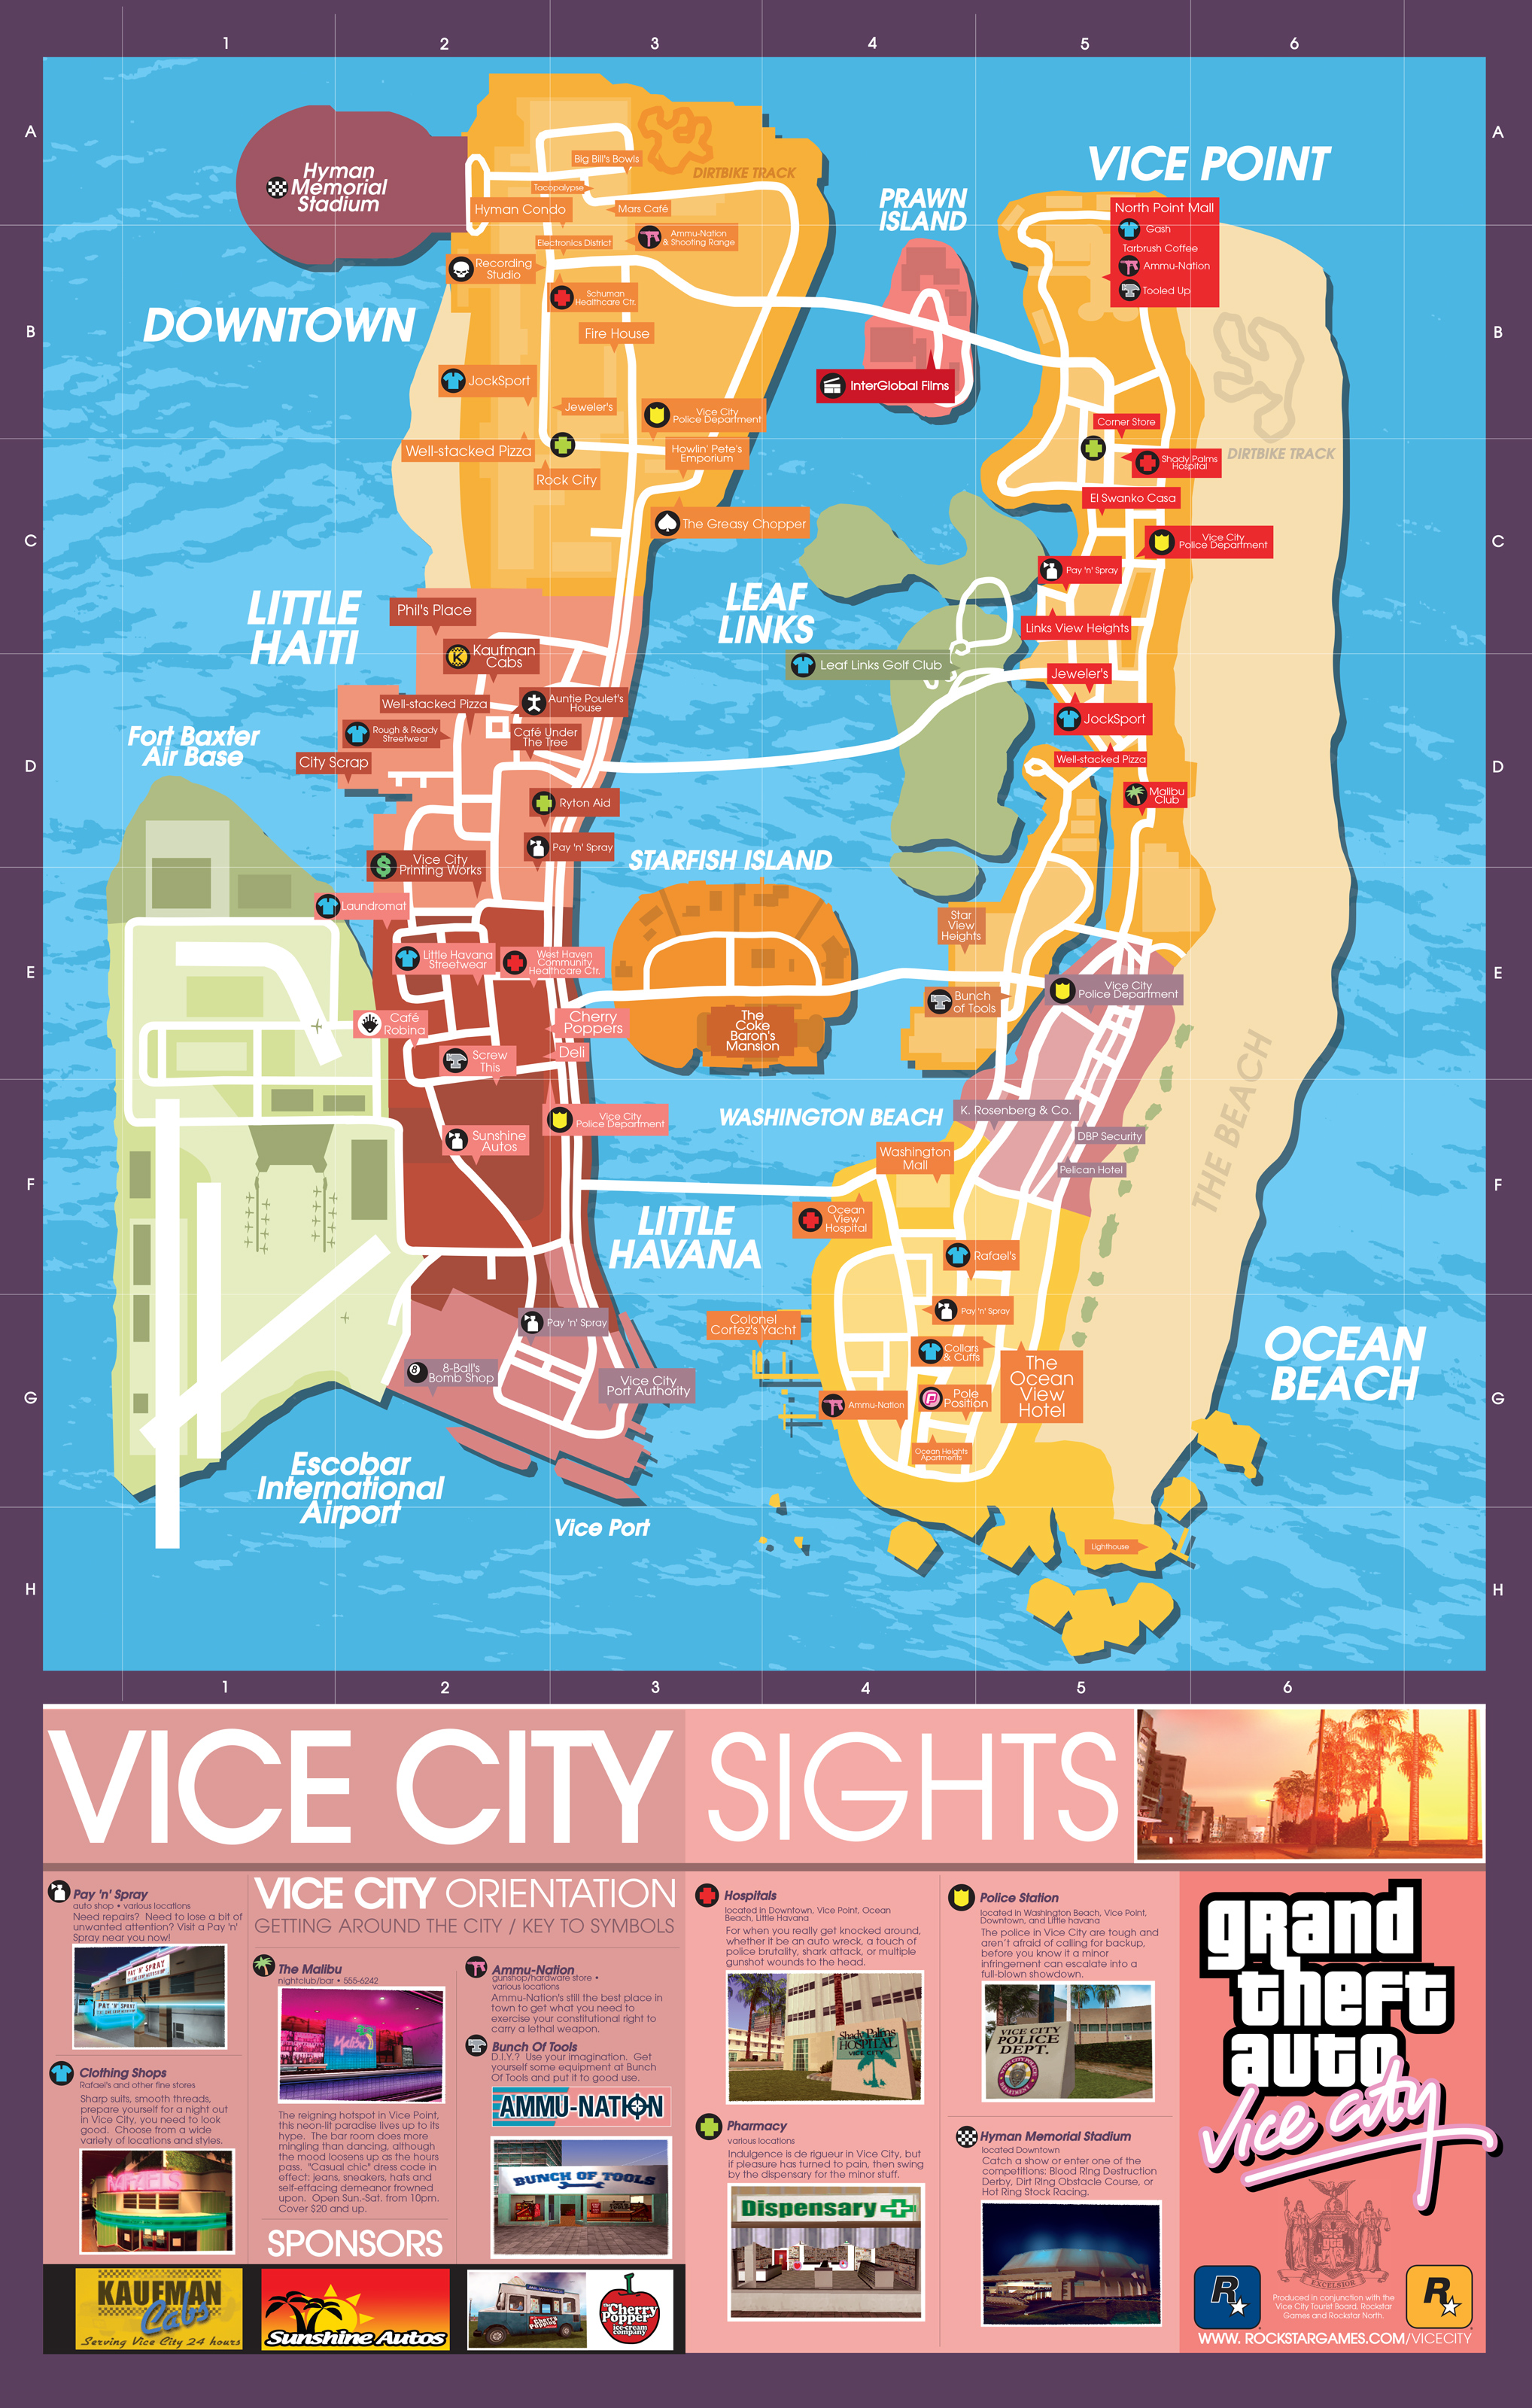 1 2 3 4 5 6
A
A
B
B
C
C
D
D
E
E
F
F
G
G
H
H
Hyman
Memorial
Stadium
Big Bill's Bowls
DIRTBIKE TRACK
Tacopalypse
Hyman Condo
Mars Café
Electronics District
Ammu-Nation
& Shooting Range
Recording
Studio
Schuman
Healthcare Ctr.
Fire House
DOWNTOWN
JockSport
Jeweler's
Vice City
Police Department
Well-stacked Pizza
Howlin' Pete's
Emporium
Rock City
The Greasy Chopper
PRAWN
ISLAND
InterGlobal Films
VICE POINT
North Point Mall
Gash
Tarbrush Coffee
Ammu-Nation
Tooled Up
Corner Store
Shady Palms
Hospital
DIRTBIKE TRACK
El Swanko Casa
Vice City
Police Department
Pay 'n' Spray
Links View Heights
Jeweler's
JockSport
Well-stacked Pizza
Malibu
Club
LEAF
LINKS
Leaf Links Golf Club
LITTLE
HAITI
Phil's Place
K
Kaufman
Cabs
Well-stacked Pizza
Auntie Poulet's
House
Rough & Ready
Streetwear
Café Under
The Tree
City Scrap
Ryton Aid
Pay 'n' Spray
$
Vice City
Printing Works
Fort Baxter
Air Base
STARFISH ISLAND
The
Coke
Baron's
Mansion
Laundromat
Little Havana
Streetwear
West Haven
Community
Healthcare Ctr.
Café
Robina
Cherry
Poppers
Screw
This
Deli
Vice City
Police Department
Sunshine
Autos
LITTLE
HAVANA
Star
View
Heights
Bunch
of Tools
Vice City
Police Department
WASHINGTON BEACH
K. Rosenberg & Co.
DBP Security
Washington
Mall
Pelican Hotel
THE BEACH
Ocean
View
Hospital
Rafael's
Pay 'n' Spray
Colonel
Cortez's Yacht
Collars
& Cuffs
The
Ocean
View
Hotel
Ammu-Nation
P
Pole
Position
Ocean Heights
Apartments
OCEAN
BEACH
Lighthouse
Pay 'n' Spray
8
8-Ball's
Bomb Shop
Vice City
Port Authority
Escobar
International
Airport
Vice Port
1 2 3 4 5 6
VICE CITY SIGHTS
Pay 'n' Spray
auto shop • various locations
Need repairs? Need to lose a bit of
unwanted attention? Visit a Pay 'n'
Spray near you now!
PAY 'N' SPRAY
PAY 'N' SPRAY
Clothing Shops
Rafael's and other fine stores
Sharp suits, smooth threads,
prepare yourself for a night out
in Vice City, you need to look
good. Choose from a wide
variety of locations and styles.
RAFAEL'S
VICE CITY ORIENTATION
GETTING AROUND THE CITY / KEY TO SYMBOLS
The Malibu
nightclub/bar • 555-6242
Malibu
The reigning hotspot in Vice Point,
this neon-lit paradise lives up to its
hype. The bar room does more
mingling than dancing, although
the mood loosens up as the hours
pass. "Casual chic" dress code in
effect: jeans, sneakers, hats and
self-effacing demeanor frowned
upon. Open Sun.-Sat. from 10pm.
Cover $20 and up.
SPONSORS
Ammu-Nation
gunshop/hardware store •
various locations
Ammu-Nation's still the best place in
town to get what you need to
exercise your constitutional right to
carry a lethal weapon.
Bunch Of Tools
D.I.Y.? Use your imagination. Get
yourself some equipment at Bunch
Of Tools and put it to good use.
AMMU-NATION
BUNCH OF TOOLS
Hospitals
located in Downtown, Vice Point, Ocean
Beach, Little Havana
For when you really get knocked around,
whether it be an auto wreck, a touch of
police brutality, shark attack, or multiple
gunshot wounds to the head.
Shady Palms
HOSPITAL
VICE CITY
Pharmacy
various locations
Indulgence is de rigueur in Vice City, but
if pleasure has turned to pain, then swing
by the dispensary for the minor stuff.
Dispensary
Police Station
located in Washington Beach, Vice Point,
Downtown, and Little havana
The police in Vice City are tough and
aren't afraid of calling for backup,
before you know it a minor
infringement can escalate into a
full-blown showdown.
VICE CITY
POLICE
DEPT.
Hyman Memorial Stadium
located Downtown
Catch a show or enter one of the
competitions: Blood RIng Destruction
Derby, Dirt RIng Obstacle Course, or
Hot Ring Stock Racing.
KAUFMAN
Cabs
Serving Vice City 24 hours
Sunshine Autos
The Cherry
Popper
ice-cream
company
grand
theft
auto
Vice City
EXCELSIOR
Produced in conjunction with the
Vice City Tourist Board, Rockstar
Games and Rockstar North.
R
R
WWW. ROCKSTARGAMES.COM/VICECITY